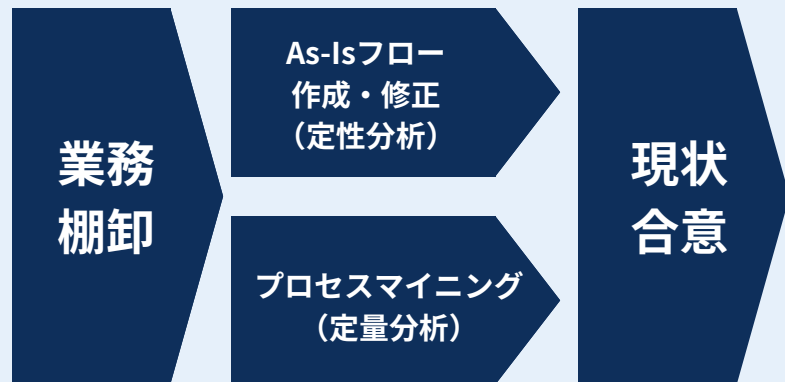 業務
棚卸
As-Isフロー
作成・修正
（定性分析）
プロセスマイニング
（定量分析）
現状
合意